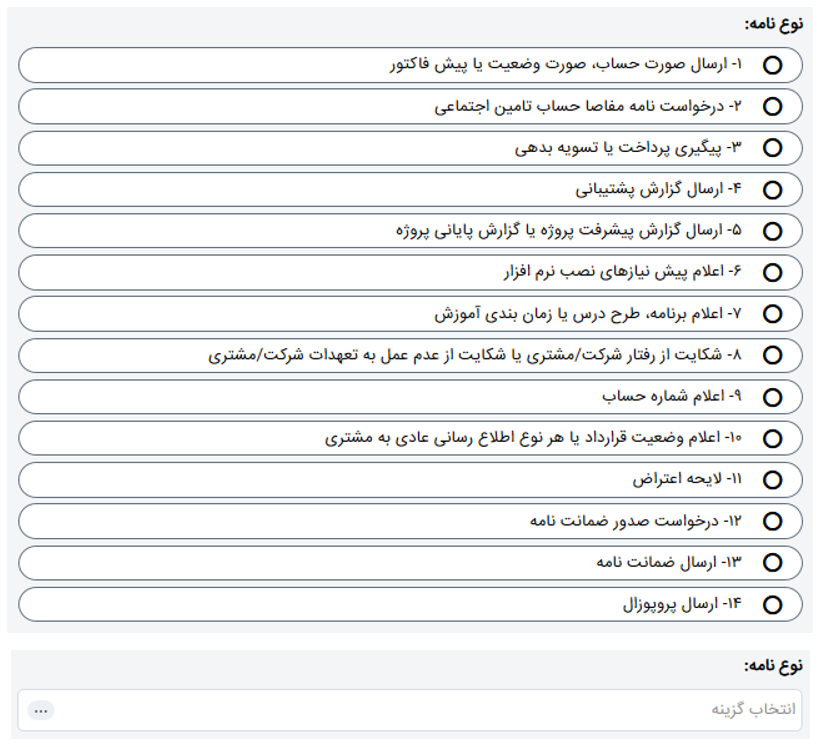 نوع نامه:
۱- ارسال صورت حساب، صورت وضعیت یا پیش فاکتور
۲- درخواست نامه مفاصا حساب تامین اجتماعی
۳- پیگیری پرداخت یا تسویه بدهی
۴- ارسال گزارش پشتیبانی
۵- ارسال گزارش پیشرفت پروژه یا گزارش پایانی پروژه
۶- اعلام پیش نیازهای نصب نرم افزار
۷- اعلام برنامه، طرح درس یا زمان بندی آموزش
۸- شکایت از رفتار شرکت/مشتری یا شکایت از عدم عمل به تعهدات شرکت/مشتری
۹- اعلام شماره حساب
۱۰- اعلام وضعیت قرارداد یا هر نوع اطلاع رسانی عادی به مشتری
۱۱- لایحه اعتراض
۱۲- درخواست صدور ضمانت نامه
۱۳- ارسال ضمانت نامه
۱۴- ارسال پروپوزال
نوع نامه:
انتخاب گزینه ...